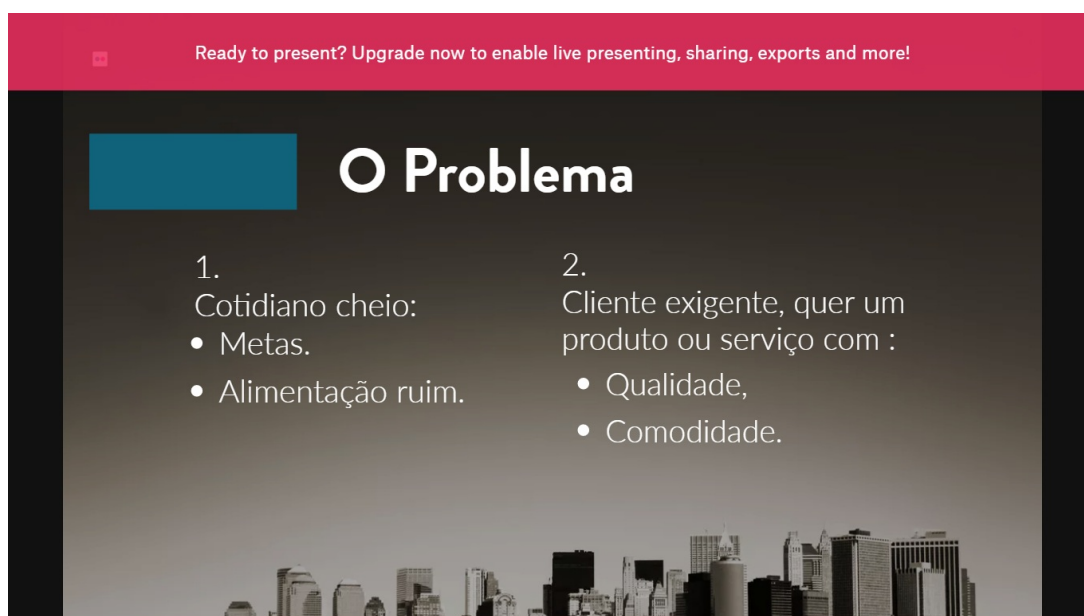 Ready to present? Upgrade now to enable live presenting, sharing, exports and more!
O Problema
1.
Cotidiano cheio:
• Metas.
• Alimentação ruim.
2.
Cliente exigente, quer um
produto ou serviço com :
• Qualidade,
• Comodidade.